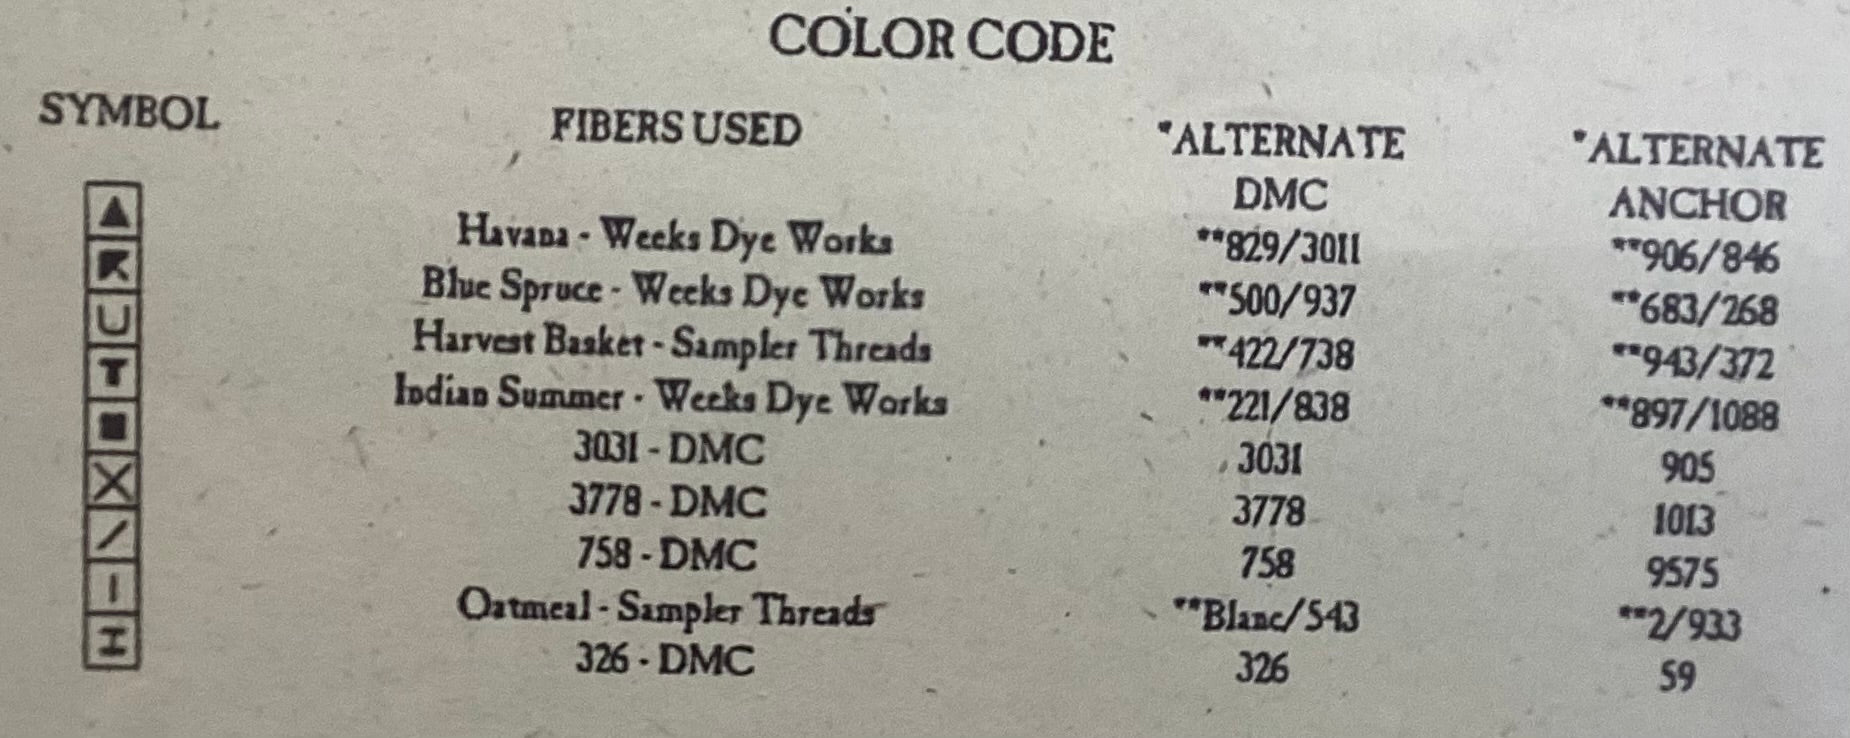 COLOR CODE
SYMBOL FIBERS USED *ALTERNATE DMC *ALTERNATE ANCHOR
▲ Havana - Weeks Dye Works **829/3011 **906/846
◤ Blue Spruce - Weeks Dye Works **500/937 **683/268
U Harvest Basket - Sampler Threads **422/738 **943/372
T Indian Summer - Weeks Dye Works **221/838 **897/1088
■ 3031 - DMC 3031 905
X 3778 - DMC 3778 1013
/ 758 - DMC 758 9575
| Oatmeal - Sampler Threads **Blanc/543 **2/933
I 326 - DMC 326 59